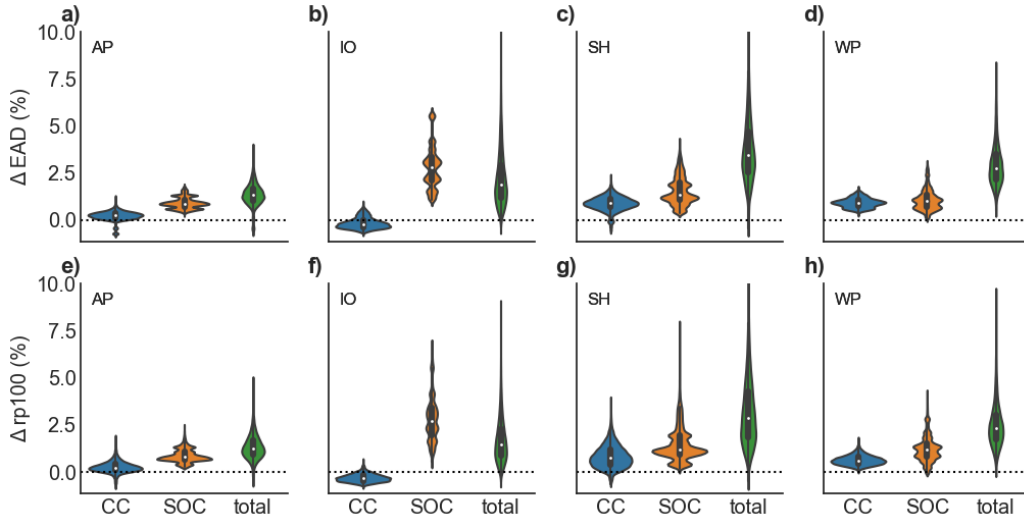 a) b) c) d)
10.0 AP IO SH WP
7.5
5.0
2.5
0.0
Δ EAD (%)
e) f) g) h)
10.0 AP IO SH WP
7.5
5.0
2.5
0.0
Δ rp100 (%)
CC SOC total CC SOC total CC SOC total CC SOC total